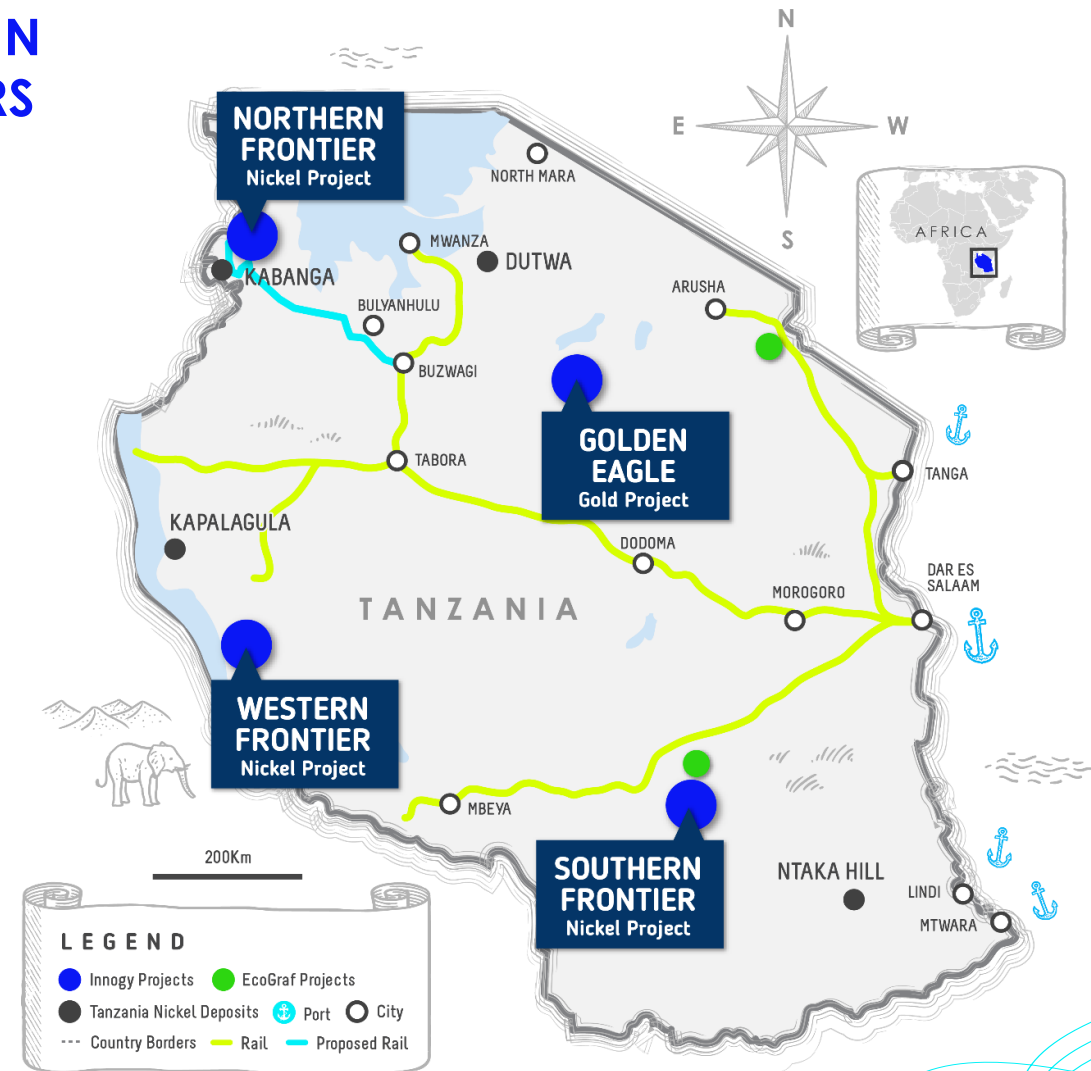 N
RS
N
E
W
S
AFRICA
NORTHERN
FRONTIER
Nickel Project
NORTH MARA
MWANZA
DUTWA
KABANGA
ARUSHA
BULYANHULU
BUZWAGI
GOLDEN
EAGLE
Gold Project
TABORA
TANGA
KAPALAGULA
DODOMA
DAR ES
SALAAM
MOROGORO
TANZANIA
WESTERN
FRONTIER
Nickel Project
MBEYA
200Km
SOUTHERN
FRONTIER
Nickel Project
NTAKA HILL
LINDI
MTWARA
LEGEND
Innogy Projects
EcoGraf Projects
Tanzania Nickel Deposits
Port
City
Country Borders
Rail
Proposed Rail